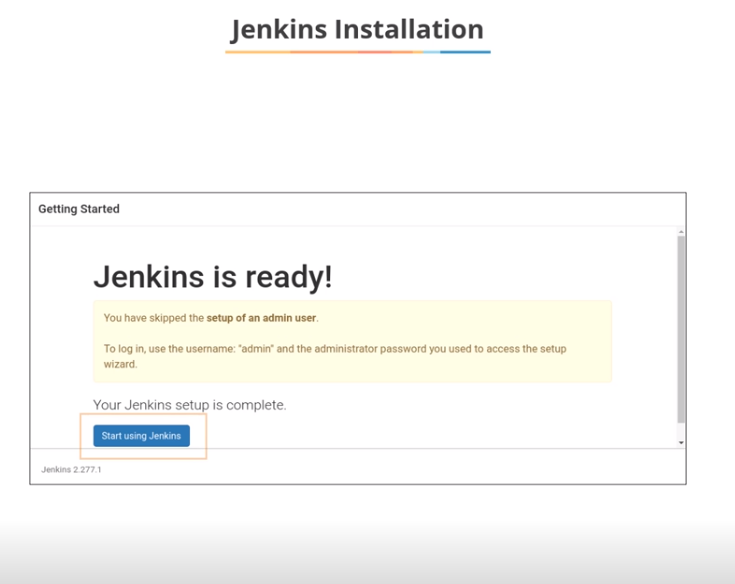 Jenkins Installation
Getting Started
Jenkins is ready!
You have skipped the setup of an admin user.
To log in, use the username: "admin" and the administrator password you used to access the setup
wizard.
Your Jenkins setup is complete.
Start using Jenkins
Jenkins 2.277.1